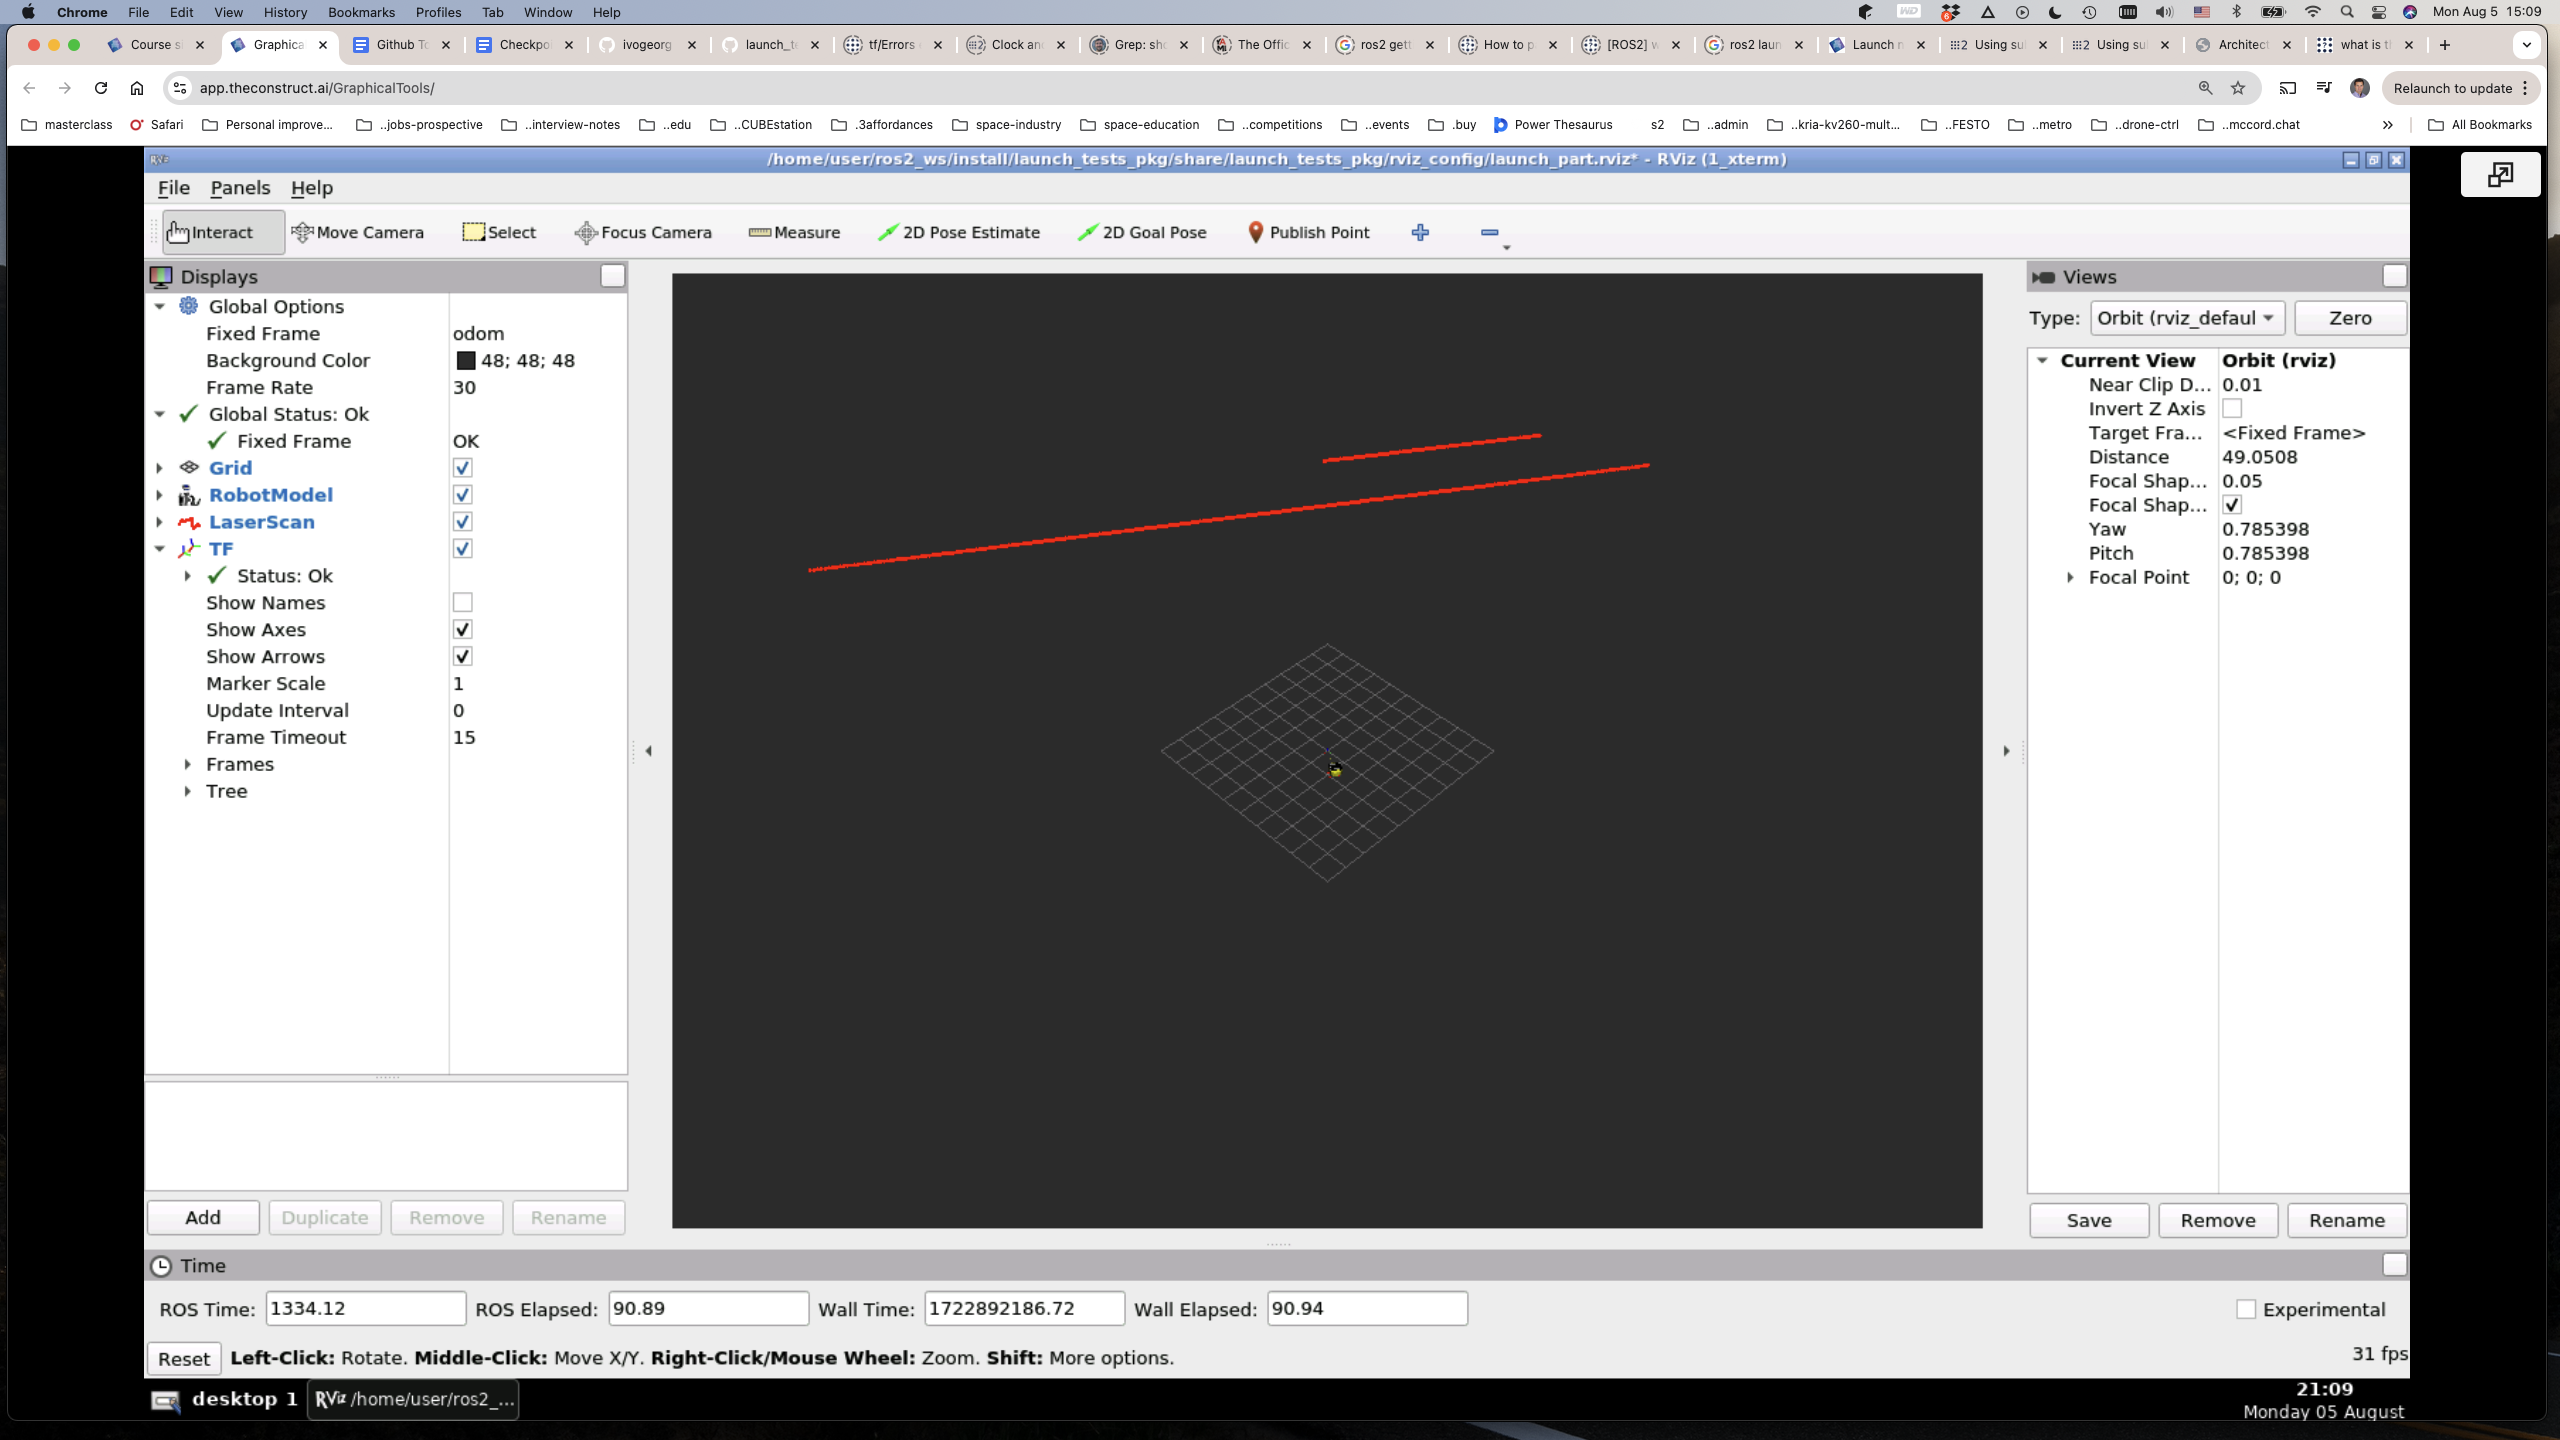 Chrome File Edit View History Bookmarks Profiles Tab Window Help Mon Aug 5 15:09
Course s Graphica Github To Checkpo ivogeorg launch_te tf/Errors Clock an Grep: sho The Offic ros2 gett How to p [ROS2] w ros2 laun Launch n Using su Using su Architect what is t
app.theconstruct.ai/GraphicalTools/ Relaunch to update
masterclass Safari Personal improve... ..jobs-prospective ..interview-notes ..edu ..CUBEstation .3affordances space-industry space-education ..competitions ..events .buy Power Thesaurus s2 ..admin ..kria-kv260-mult... ..FESTO ..metro ..drone-ctrl ..mccord.chat » All Bookmarks
RViz /home/user/ros2_ws/install/launch_tests_pkg/share/launch_tests_pkg/rviz_config/launch_part.rviz* - RViz (1_xterm)
File Panels Help
Interact Move Camera Select Focus Camera Measure 2D Pose Estimate 2D Goal Pose Publish Point
Displays
Global Options
Fixed Frame odom
Background Color 48; 48; 48
Frame Rate 30
Global Status: Ok
Fixed Frame OK
Grid
RobotModel
LaserScan
TF
Status: Ok
Show Names
Show Axes
Show Arrows
Marker Scale 1
Update Interval 0
Frame Timeout 15
Frames
Tree
Add Duplicate Remove Rename
Views
Type: Orbit (rviz_defaul Zero
Current View Orbit (rviz)
Near Clip D... 0.01
Invert Z Axis
Target Fra... <Fixed Frame>
Distance 49.0508
Focal Shap... 0.05
Focal Shap...
Yaw 0.785398
Pitch 0.785398
Focal Point 0; 0; 0
Save Remove Rename
Time
ROS Time: 1334.12 ROS Elapsed: 90.89 Wall Time: 1722892186.72 Wall Elapsed: 90.94 Experimental
Reset Left-Click: Rotate. Middle-Click: Move X/Y. Right-Click/Mouse Wheel: Zoom. Shift: More options. 31 fps
desktop 1 RViz /home/user/ros2_... 21:09
Monday 05 August